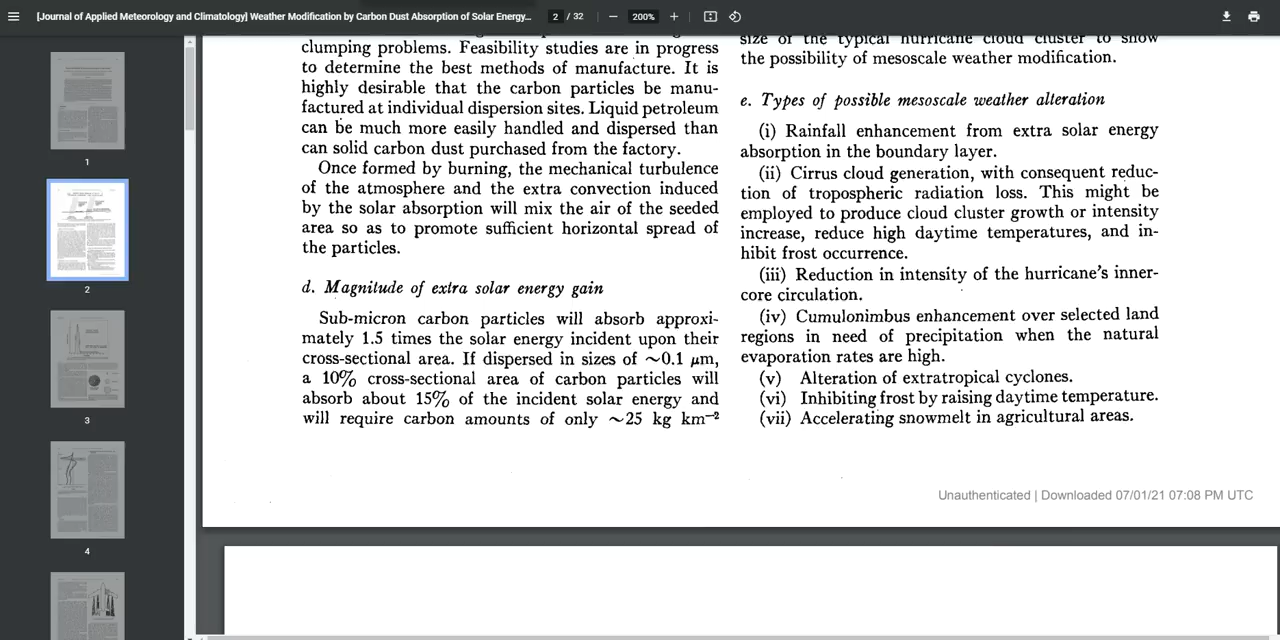 [Journal of Applied Meteorology and Climatology] Weather Modification by Carbon Dust Absorption of Solar Energy...
2 / 32
200%
1
2
3
4
clumping problems. Feasibility studies are in progress
to determine the best methods of manufacture. It is
highly desirable that the carbon particles be manu-
factured at individual dispersion sites. Liquid petroleum
can be much more easily handled and dispersed than
can solid carbon dust purchased from the factory.
Once formed by burning, the mechanical turbulence
of the atmosphere and the extra convection induced
by the solar absorption will mix the air of the seeded
area so as to promote sufficient horizontal spread of
the particles.
d. Magnitude of extra solar energy gain
Sub-micron carbon particles will absorb approxi-
mately 1.5 times the solar energy incident upon their
cross-sectional area. If dispersed in sizes of ~0.1 μm,
a 10% cross-sectional area of carbon particles will
absorb about 15% of the incident solar energy and
will require carbon amounts of only ~25 kg km⁻²
size of the typical hurricane cloud cluster to show
the possibility of mesoscale weather modification.
e. Types of possible mesoscale weather alteration
(i) Rainfall enhancement from extra solar energy
absorption in the boundary layer.
(ii) Cirrus cloud generation, with consequent reduc-
tion of tropospheric radiation loss. This might be
employed to produce cloud cluster growth or intensity
increase, reduce high daytime temperatures, and in-
hibit frost occurrence.
(iii) Reduction in intensity of the hurricane's inner-
core circulation.
(iv) Cumulonimbus enhancement over selected land
regions in need of precipitation when the natural
evaporation rates are high.
(v) Alteration of extratropical cyclones.
(vi) Inhibiting frost by raising daytime temperature.
(vii) Accelerating snowmelt in agricultural areas.
Unauthenticated | Downloaded 07/01/21 07:08 PM UTC